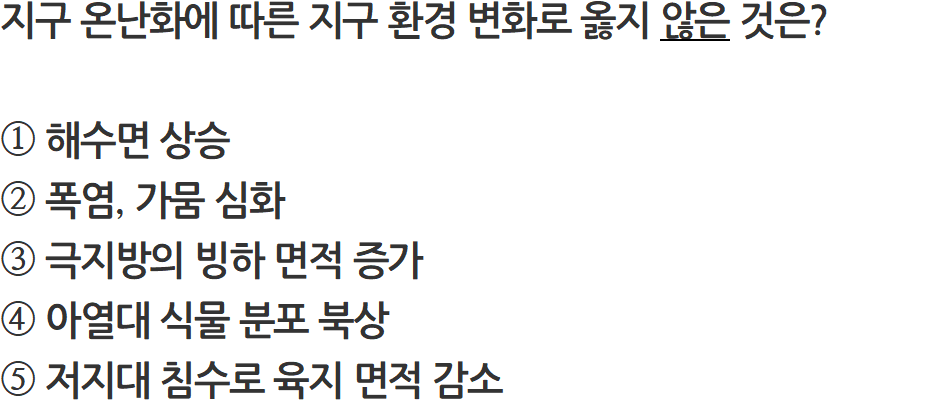 지구 온난화에 따른 지구 환경 변화로 옳지 않은 것은?
① 해수면 상승
② 폭염, 가뭄 심화
③ 극지방의 빙하 면적 증가
④ 아열대 식물 분포 북상
⑤ 저지대 침수로 육지 면적 감소